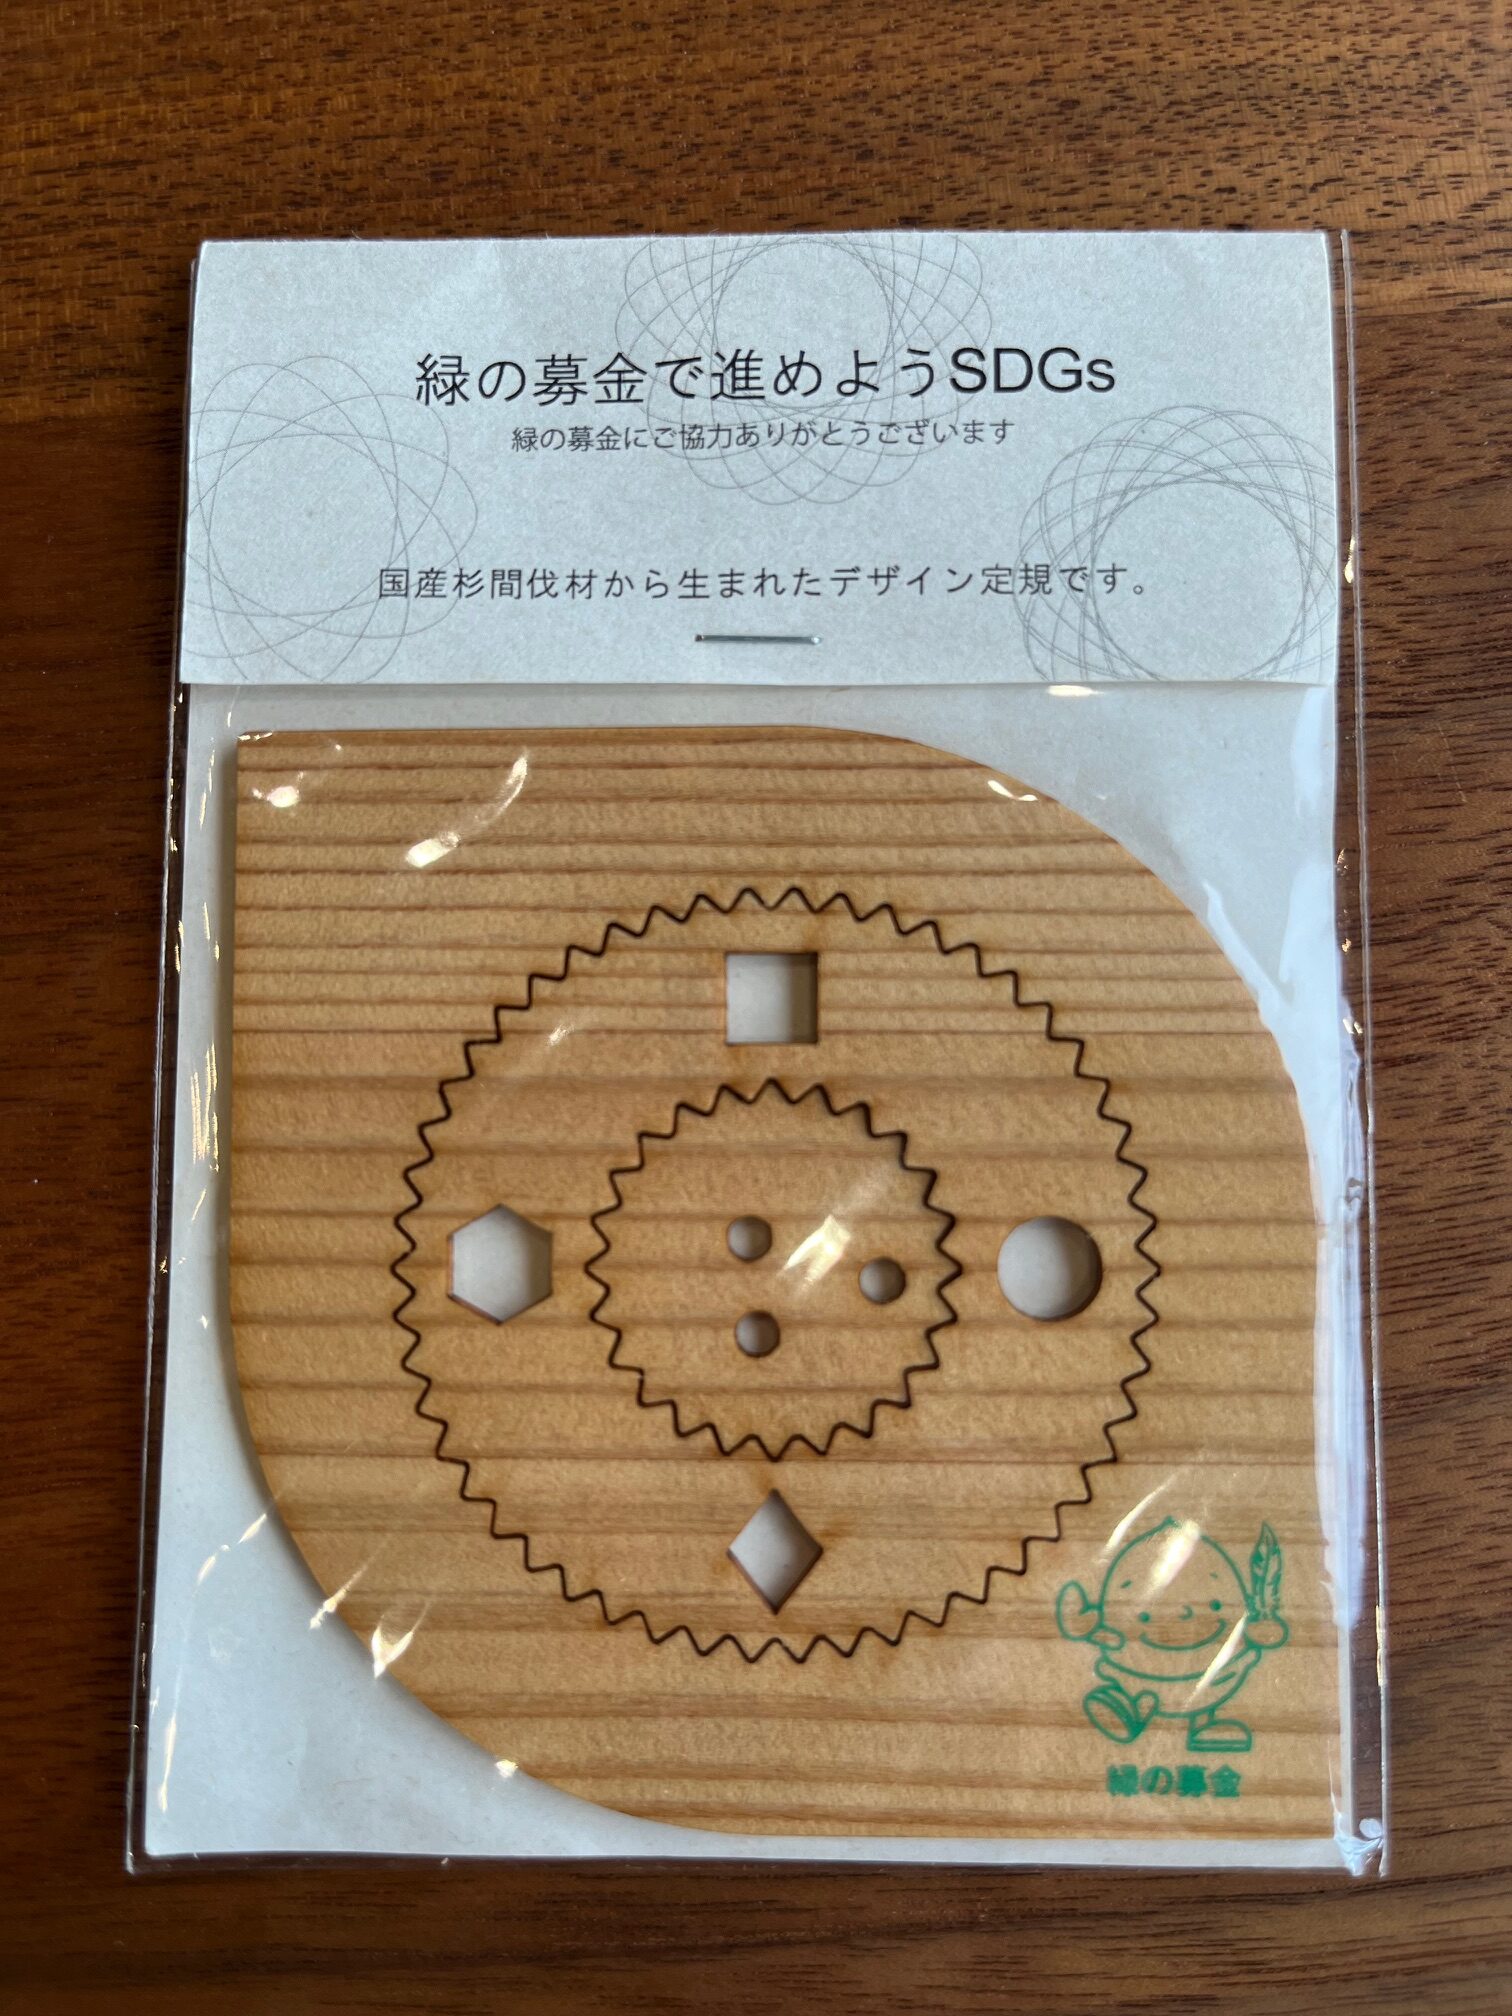 緑の募金で進めようSDGs
緑の募金にご協力ありがとうございます
国産杉間伐材から生まれたデザイン定規です。
緑の募金